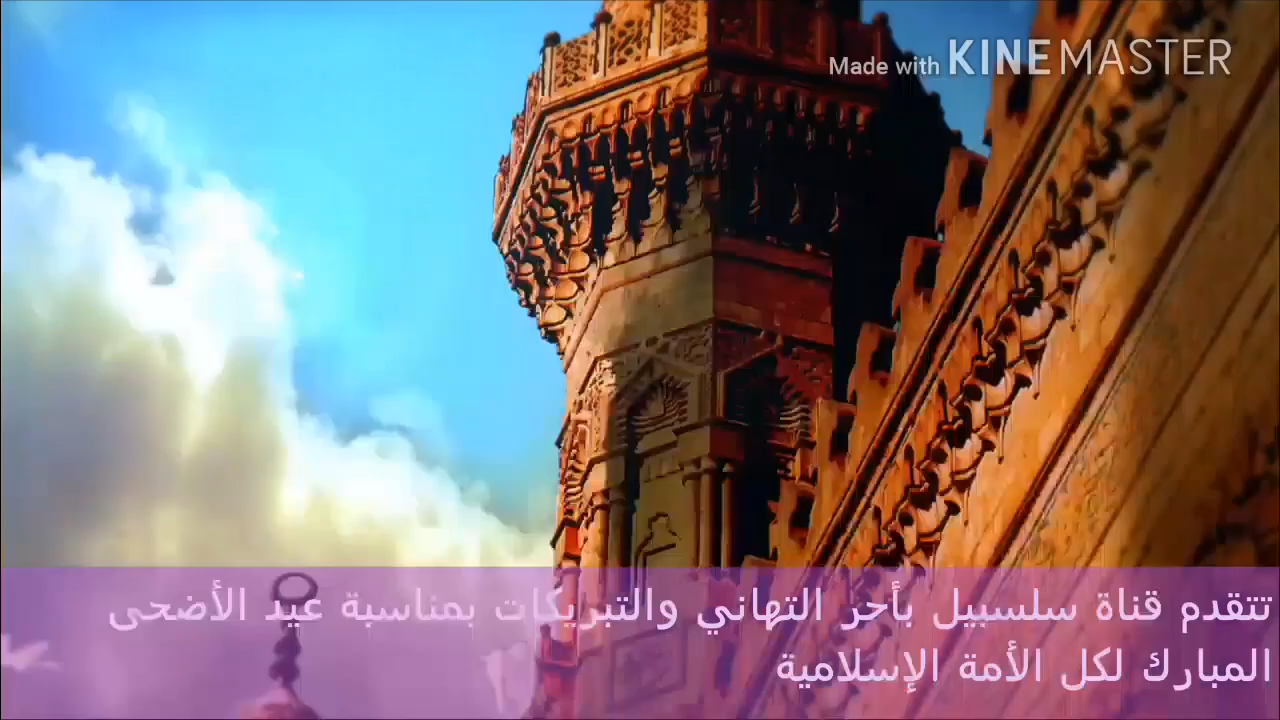 Made with KINEMASTER
تتقدم قناة سلسبيل بأحر التهاني والتبريكات بمناسبة عيد الأضحى
المبارك لكل الأمة الإسلامية